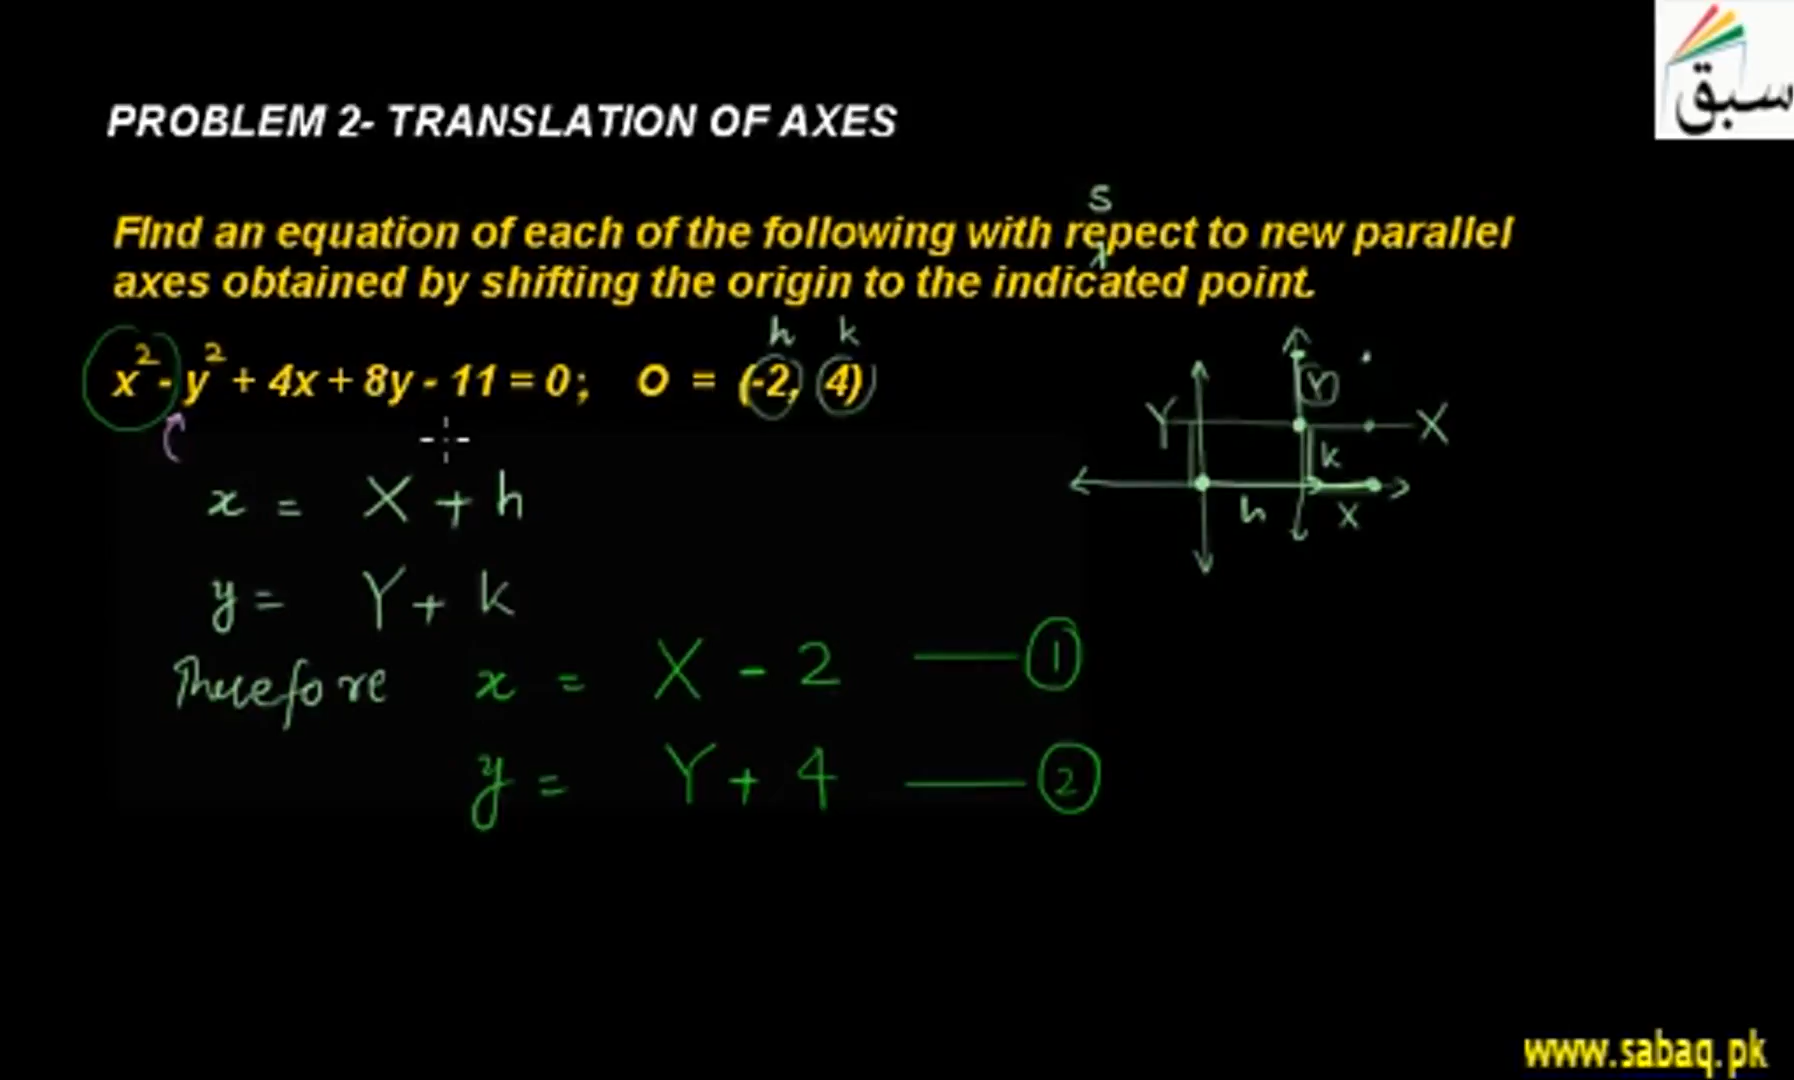 سبق
PROBLEM 2- TRANSLATION OF AXES
s
FInd an equation of each of the following with repect to new parallel
axes obtained by shifting the origin to the indicated point.
h k
x² - y² + 4x + 8y - 11 = 0; O = (-2, 4)
Y Y X
k
h x
x = X + h
y = Y + k
Therefore x = X - 2 — 1
y = Y + 4 — 2
www.sabaq.pk